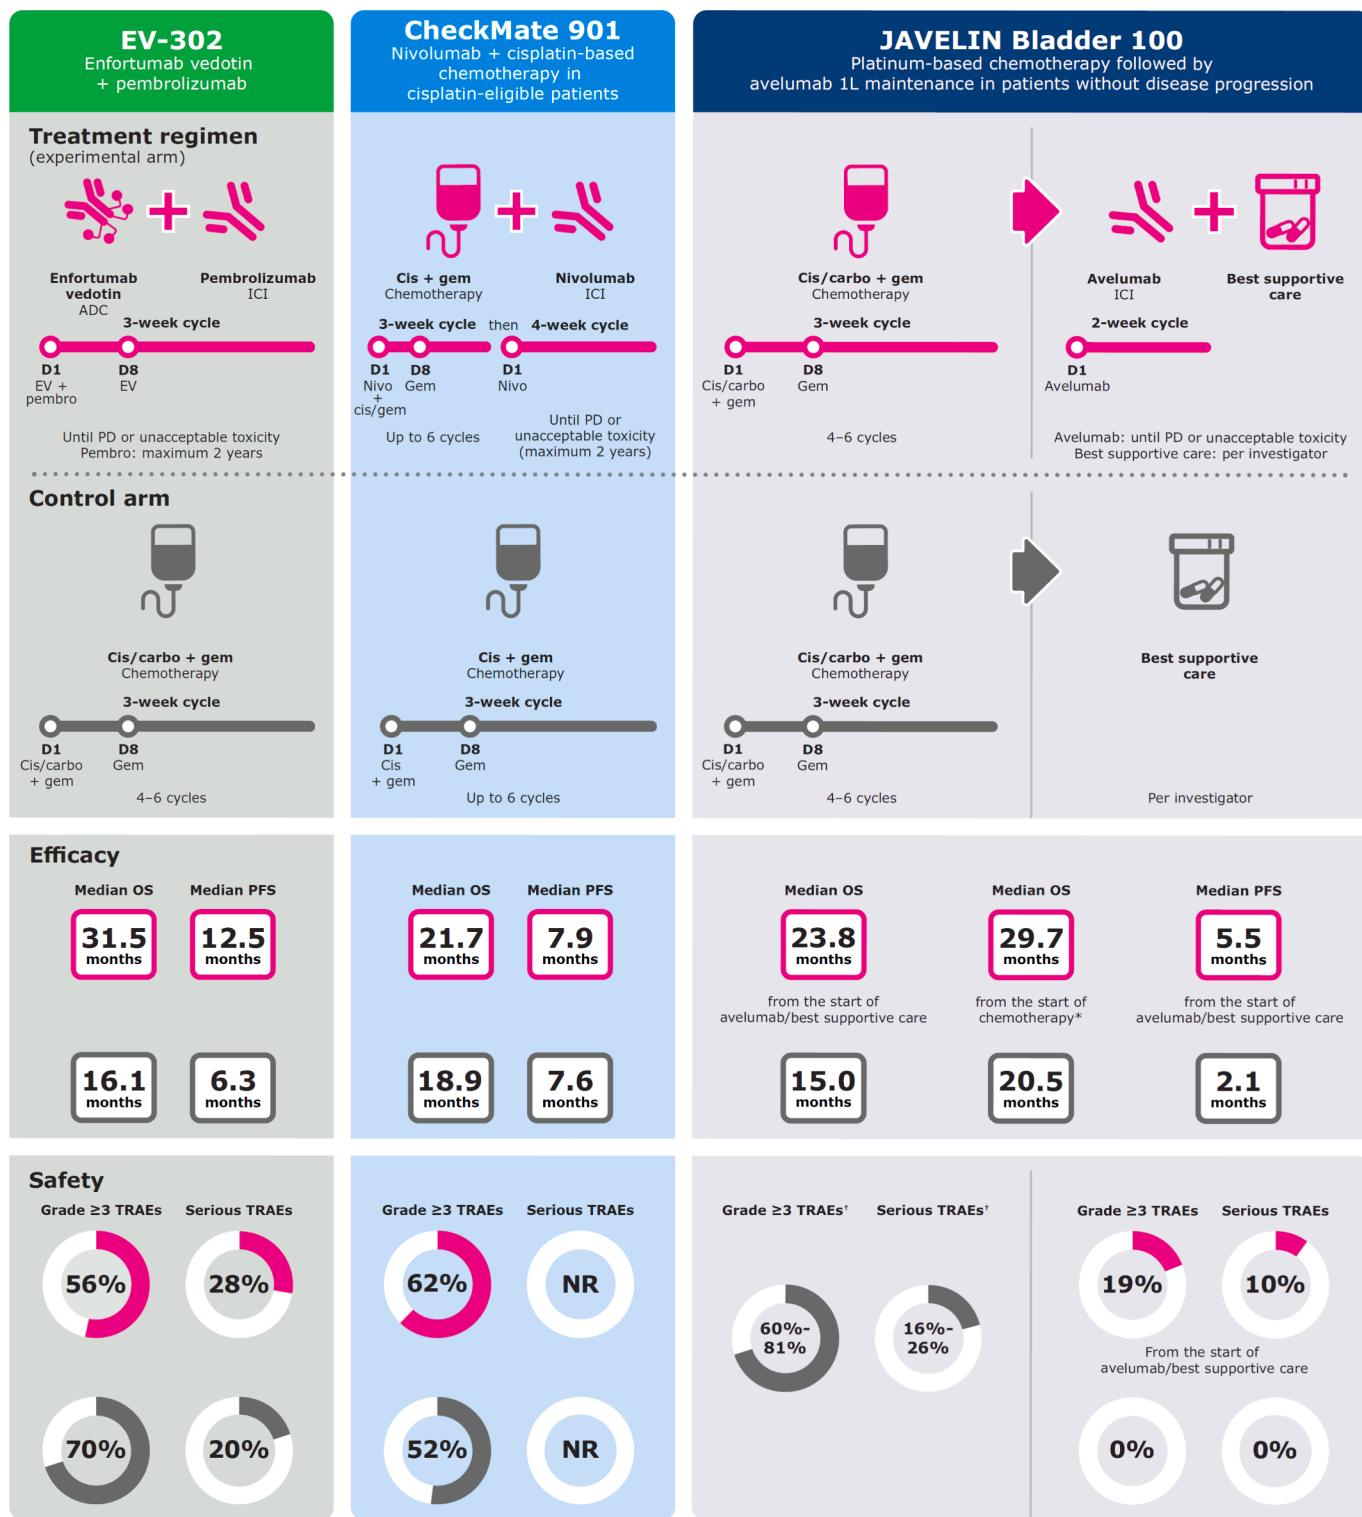 EV-302
Enfortumab vedotin
+ pembrolizumab
CheckMate 901
Nivolumab + cisplatin-based
chemotherapy in
cisplatin-eligible patients
JAVELIN Bladder 100
Platinum-based chemotherapy followed by
avelumab 1L maintenance in patients without disease progression
Treatment regimen
(experimental arm)
Enfortumab
vedotin
ADC
Pembrolizumab
ICI
3-week cycle
D1
EV +
pembro
D8
EV
Until PD or unacceptable toxicity
Pembro: maximum 2 years
Cis + gem
Chemotherapy
Nivolumab
ICI
3-week cycle then 4-week cycle
D1
Nivo
+
cis/gem
D8
Gem
D1
Nivo
Up to 6 cycles
Until PD or
unacceptable toxicity
(maximum 2 years)
Cis/carbo + gem
Chemotherapy
3-week cycle
D1
Cis/carbo
+ gem
D8
Gem
4–6 cycles
Avelumab
ICI
Best supportive
care
2-week cycle
D1
Avelumab
Avelumab: until PD or unacceptable toxicity
Best supportive care: per investigator
Control arm
Cis/carbo + gem
Chemotherapy
3-week cycle
D1
Cis/carbo
+ gem
D8
Gem
4–6 cycles
Cis + gem
Chemotherapy
3-week cycle
D1
Cis
+ gem
D8
Gem
Up to 6 cycles
Cis/carbo + gem
Chemotherapy
3-week cycle
D1
Cis/carbo
+ gem
D8
Gem
4–6 cycles
Best supportive
care
Per investigator
Efficacy
Median OS Median PFS
31.5 12.5
months months
16.1 6.3
months months
Median OS Median PFS
21.7 7.9
months months
18.9 7.6
months months
Median OS Median OS Median PFS
23.8 29.7 5.5
months months months
from the start of from the start of from the start of
avelumab/best supportive care chemotherapy* avelumab/best supportive care
15.0 20.5 2.1
months months months
Safety
Grade ≥3 TRAEs Serious TRAEs
56% 28%
70% 20%
Grade ≥3 TRAEs Serious TRAEs
62% NR
52% NR
Grade ≥3 TRAEs† Serious TRAEs†
60%- 16%-
81% 26%
Grade ≥3 TRAEs Serious TRAEs
19% 10%
From the start of
avelumab/best supportive care
0% 0%